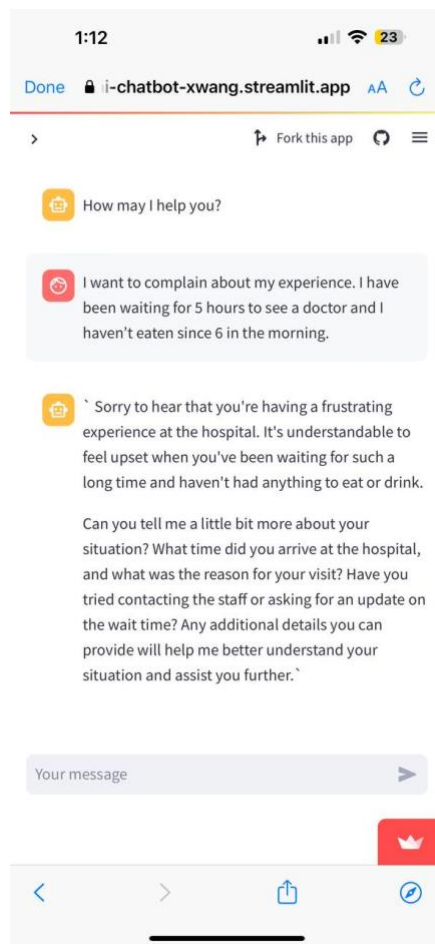 1:12
23
Done
i-chatbot-xwang.streamlit.app
AA
Fork this app
How may I help you?
I want to complain about my experience. I have
been waiting for 5 hours to see a doctor and I
haven't eaten since 6 in the morning.
` Sorry to hear that you're having a frustrating
experience at the hospital. It's understandable to
feel upset when you've been waiting for such a
long time and haven't had anything to eat or drink.
Can you tell me a little bit more about your
situation? What time did you arrive at the hospital,
and what was the reason for your visit? Have you
tried contacting the staff or asking for an update on
the wait time? Any additional details you can
provide will help me better understand your
situation and assist you further.`
Your message